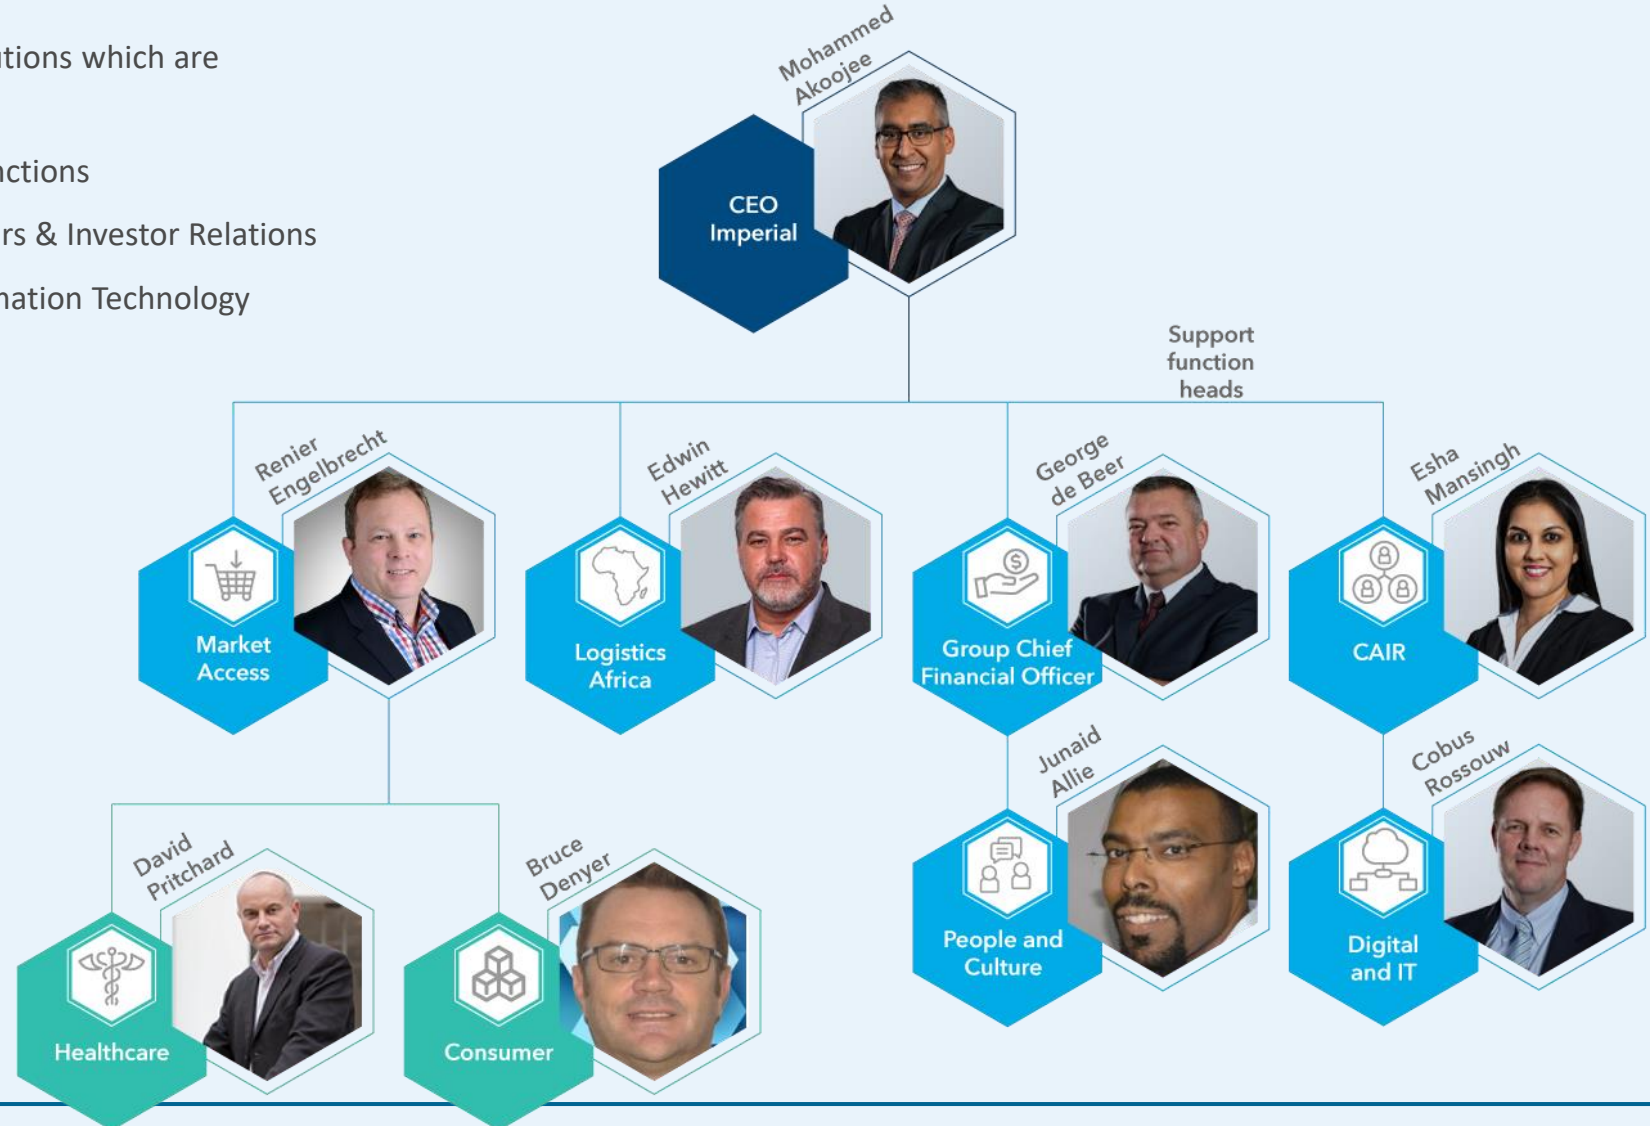 utions which are
nctions
rs & Investor Relations
nation Technology
Mohammed
Akoojee
CEO
Imperial
Support
function
heads
Renier
Engelbrecht
Market
Access
Edwin
Hewitt
Logistics
Africa
George
de Beer
Group Chief
Financial Officer
Esha
Mansingh
CAIR
Junaid
Allie
People and
Culture
Cobus
Rossouw
Digital
and IT
David
Pritchard
Healthcare
Bruce
Denyer
Consumer